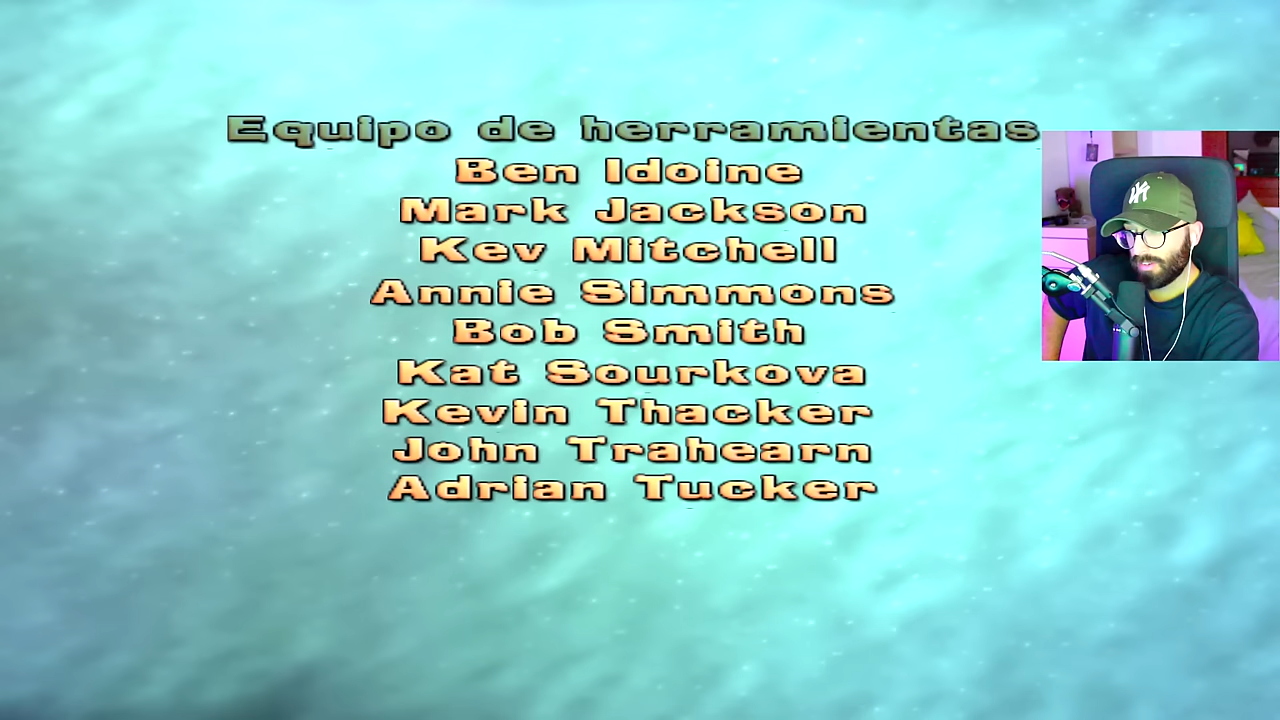 Equipo de herramientas
Ben Idoine
Mark Jackson
Kev Mitchell
Annie Simmons
Bob Smith
Kat Sourkova
Kevin Thacker
John Trahearn
Adrian Tucker